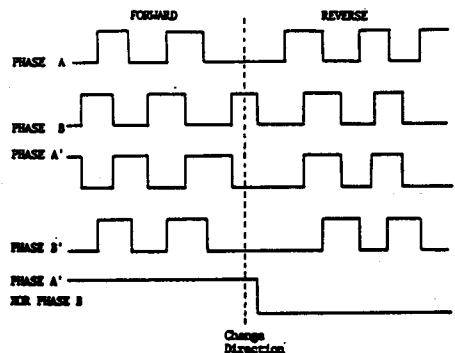 FORWARD REVERSE
PHASE A
PHASE B
PHASE A'
PHASE B'
PHASE A'
XOR PHASE B
Change
Direction